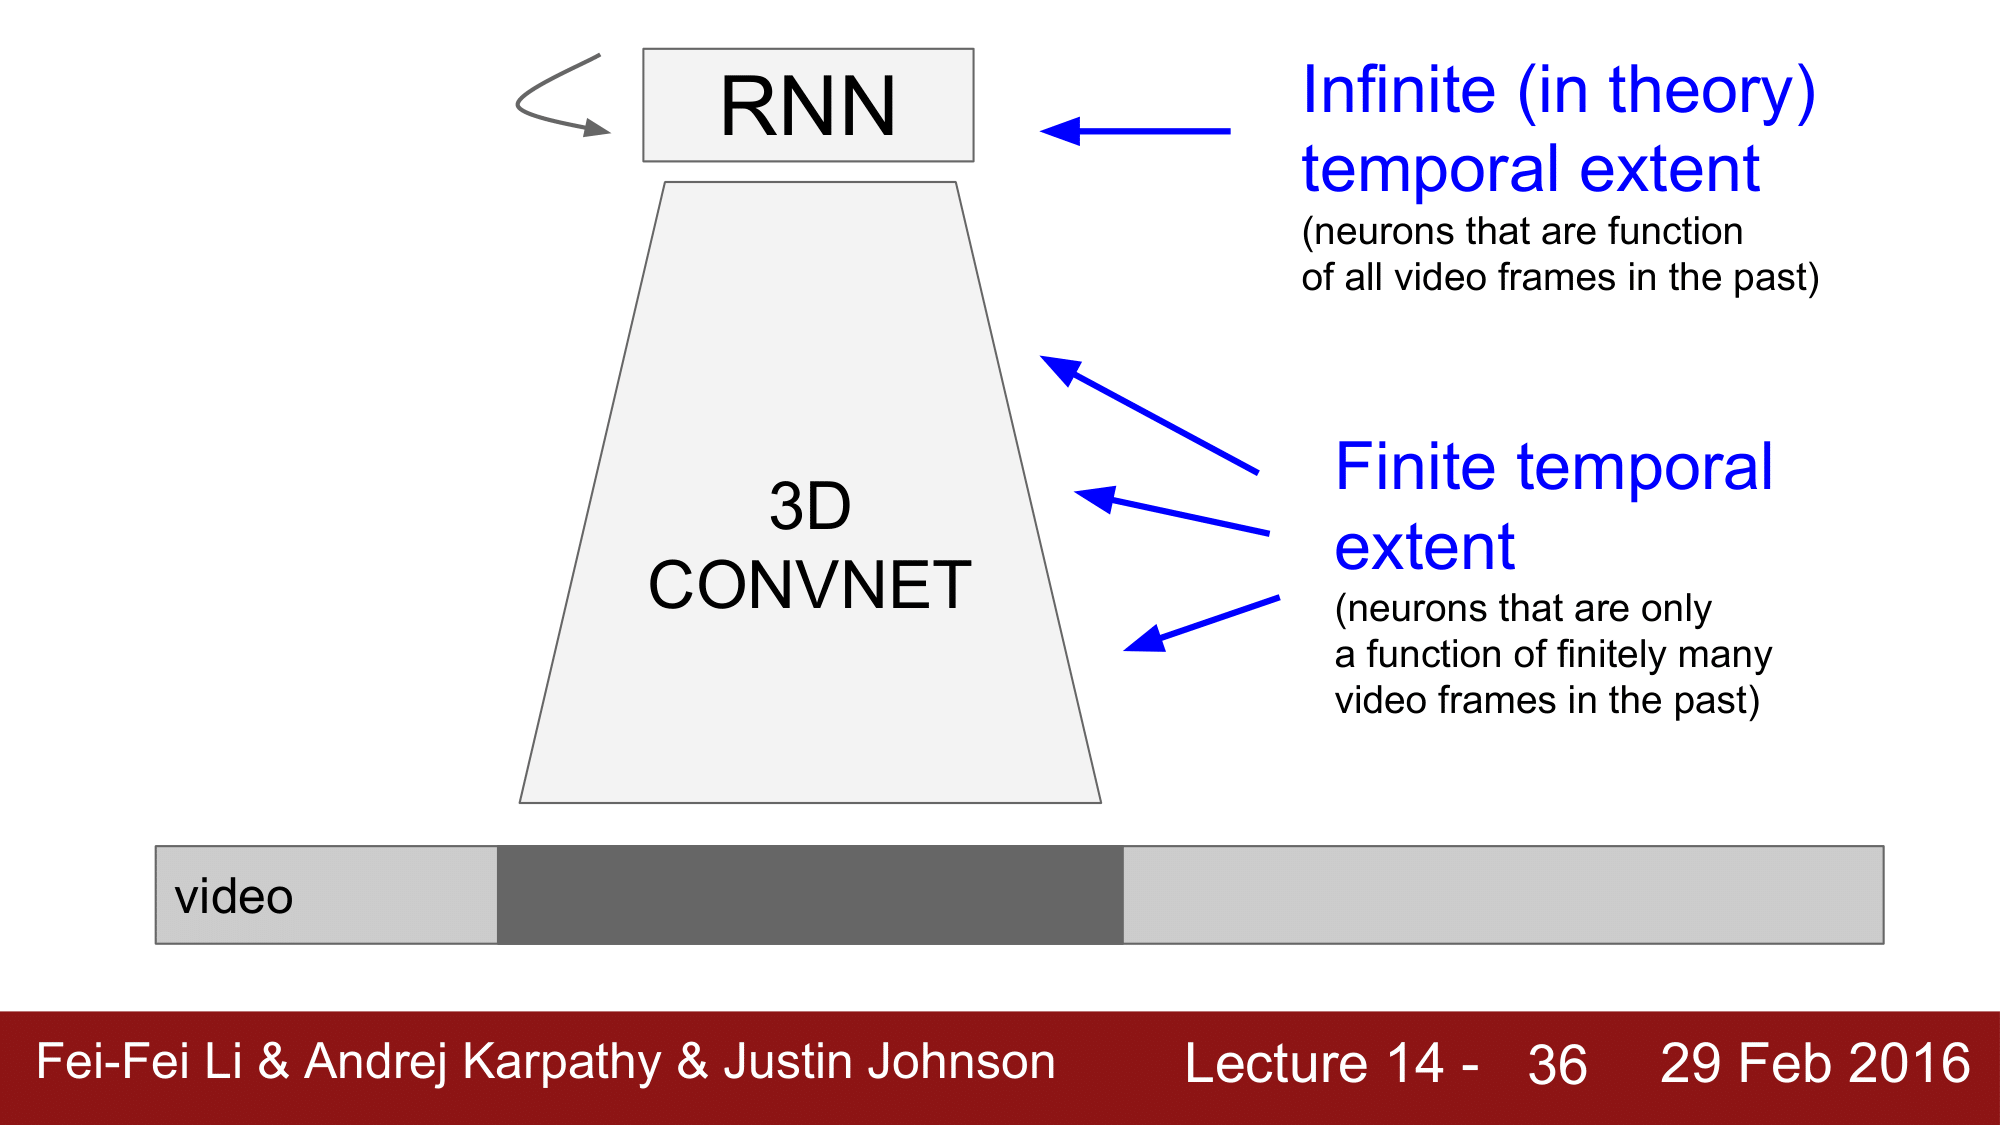 RNN
Infinite (in theory)
temporal extent
(neurons that are function
of all video frames in the past)
3D
CONVNET
Finite temporal
extent
(neurons that are only
a function of finitely many
video frames in the past)
video
Fei-Fei Li & Andrej Karpathy & Justin Johnson Lecture 14 - 36 29 Feb 2016